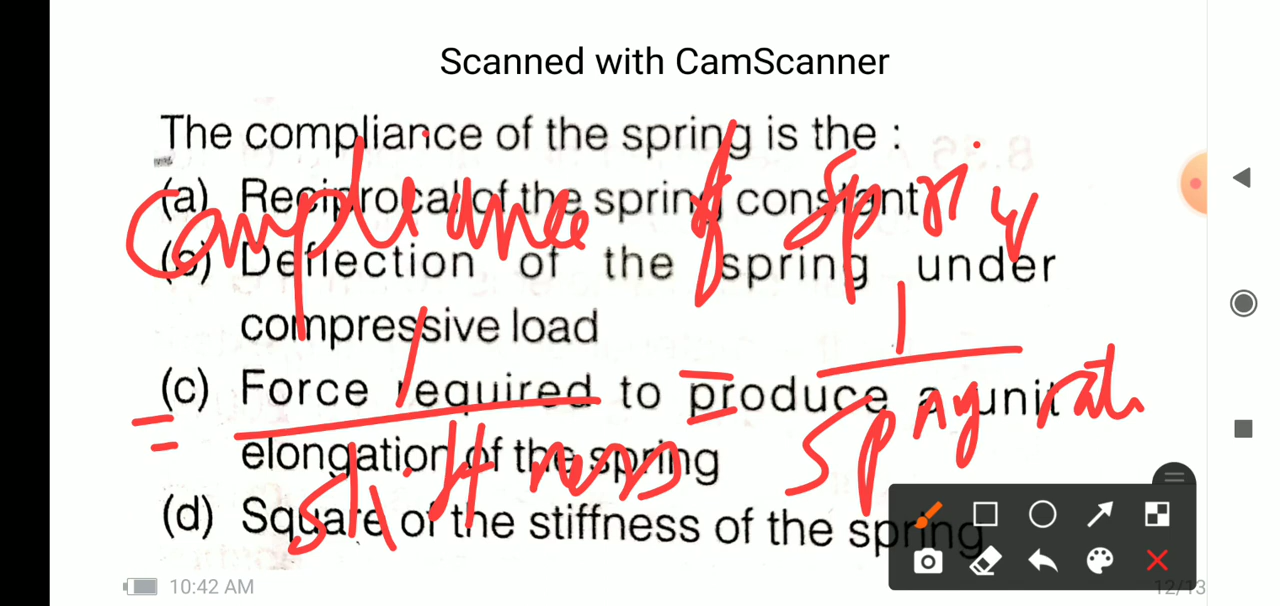 Scanned with CamScanner
The compliance of the spring is the :
(a) Reciprocal of the spring constant
Compliance of Spring
(b) Deflection of the spring under
compressive load
1 1
(c) Force required to produce a unit
= =
Spring rate
elongation of the spring
stiffness
(d) Square of the stiffness of the spring
10:42 AM
12/13